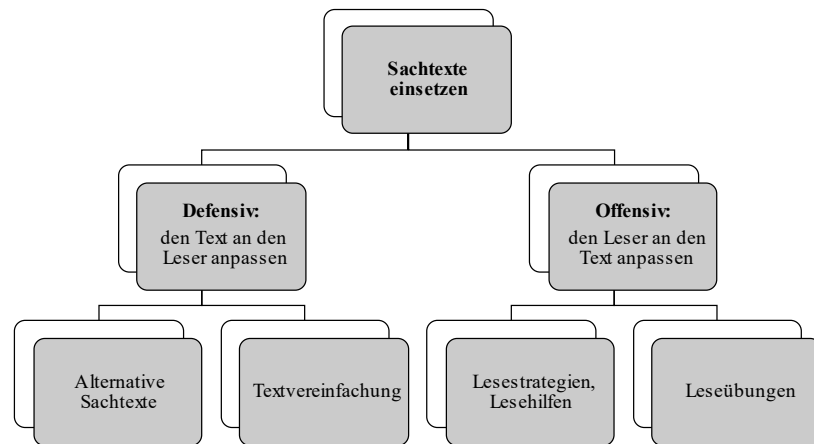 Sachtexte
einsetzen
Defensiv:
den Text an den
Leser anpassen
Offensiv:
den Leser an den
Text anpassen
Alternative
Sachtexte
Textvereinfachung
Lesestrategien,
Lesehilfen
Leseübungen